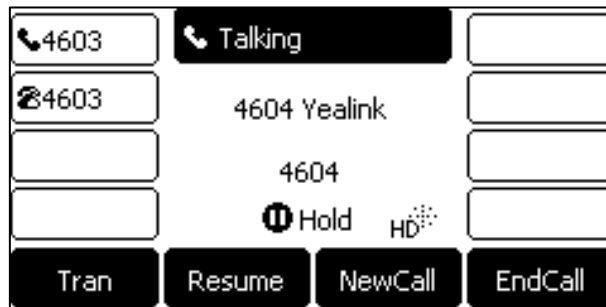 4603 Talking
4603
4604 Yealink
4604
Hold HD
Tran Resume NewCall EndCall